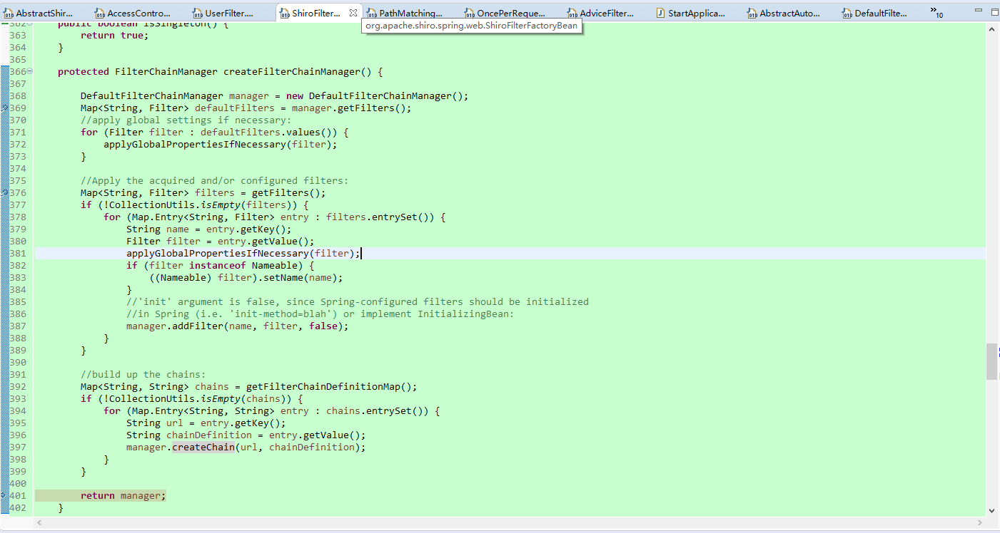 AbstractShir... AccessContro... UserFilter.... ShiroFilter... PathMatching... OncePerReque... AdviceFilter... StartApplica... AbstractAuto... DefaultFilte... »10
org.apache.shiro.spring.web.ShiroFilterFactoryBean
362 public boolean isSingleton() {
363 return true;
364 }
365
366 protected FilterChainManager createFilterChainManager() {
367
368 DefaultFilterChainManager manager = new DefaultFilterChainManager();
369 Map<String, Filter> defaultFilters = manager.getFilters();
370 //apply global settings if necessary:
371 for (Filter filter : defaultFilters.values()) {
372 applyGlobalPropertiesIfNecessary(filter);
373 }
374
375 //Apply the acquired and/or configured filters:
376 Map<String, Filter> filters = getFilters();
377 if (!CollectionUtils.isEmpty(filters)) {
378 for (Map.Entry<String, Filter> entry : filters.entrySet()) {
379 String name = entry.getKey();
380 Filter filter = entry.getValue();
381 applyGlobalPropertiesIfNecessary(filter);
382 if (filter instanceof Nameable) {
383 ((Nameable) filter).setName(name);
384 }
385 //'init' argument is false, since Spring-configured filters should be initialized
386 //in Spring (i.e. 'init-method=blah') or implement InitializingBean:
387 manager.addFilter(name, filter, false);
388 }
389 }
390
391 //build up the chains:
392 Map<String, String> chains = getFilterChainDefinitionMap();
393 if (!CollectionUtils.isEmpty(chains)) {
394 for (Map.Entry<String, String> entry : chains.entrySet()) {
395 String url = entry.getKey();
396 String chainDefinition = entry.getValue();
397 manager.createChain(url, chainDefinition);
398 }
399 }
400
401 return manager;
402 }